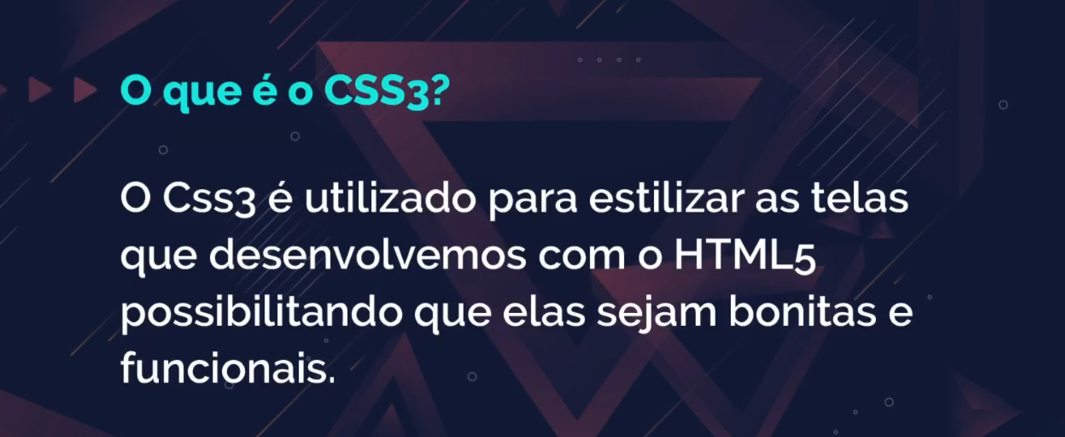 O que é o CSS3?
O Css3 é utilizado para estilizar as telas
que desenvolvemos com o HTML5
possibilitando que elas sejam bonitas e
funcionais.